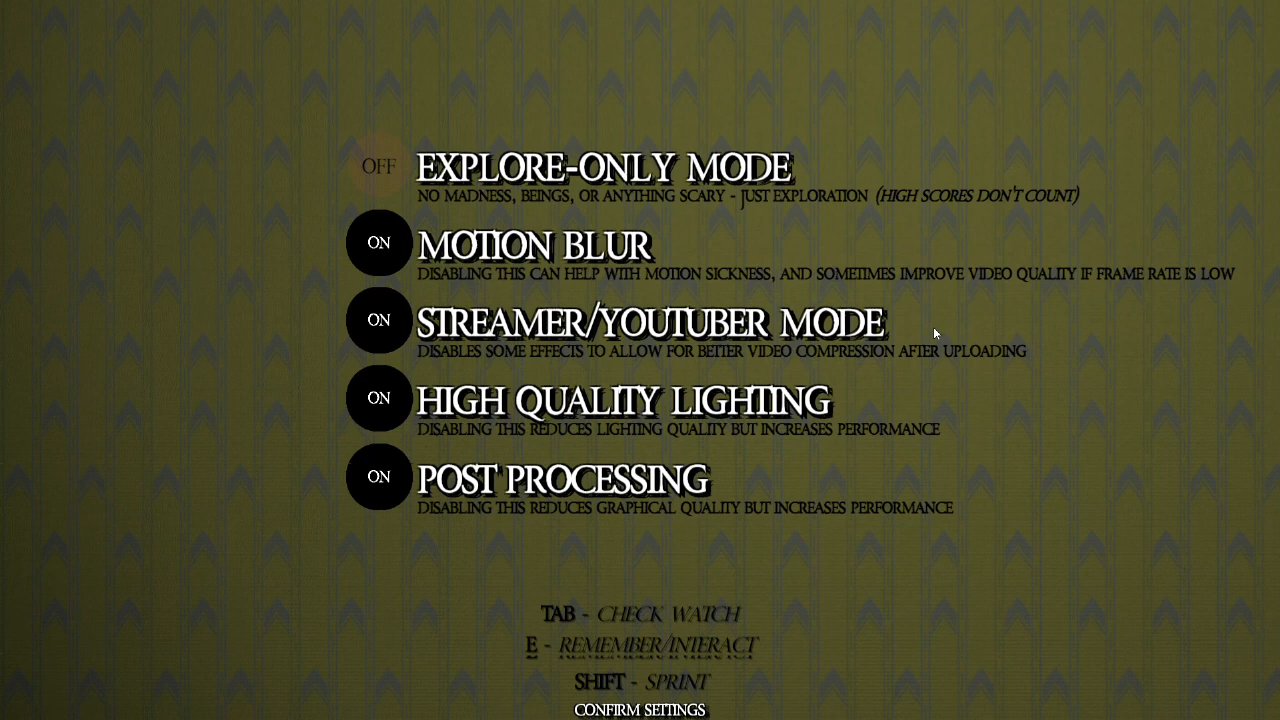 OFF EXPLORE-ONLY MODE
NO MADNESS, BEINGS, OR ANYTHING SCARY - JUST EXPLORATION (HIGH SCORES DON'T COUNT)
ON MOTION BLUR
DISABLING THIS CAN HELP WITH MOTION SICKNESS, AND SOMETIMES IMPROVE VIDEO QUALITY IF FRAME RATE IS LOW
ON STREAMER/YOUTUBER MODE
DISABLES SOME EFFECTS TO ALLOW FOR BETTER VIDEO COMPRESSION AFTER UPLOADING
ON HIGH QUALITY LIGHTING
DISABLING THIS REDUCES LIGHTING QUALITY BUT INCREASES PERFORMANCE
ON POST PROCESSING
DISABLING THIS REDUCES GRAPHICAL QUALITY BUT INCREASES PERFORMANCE
TAB - CHECK WATCH
E - REMEMBER/INTERACT
SHIFT - SPRINT
CONFIRM SETTINGS